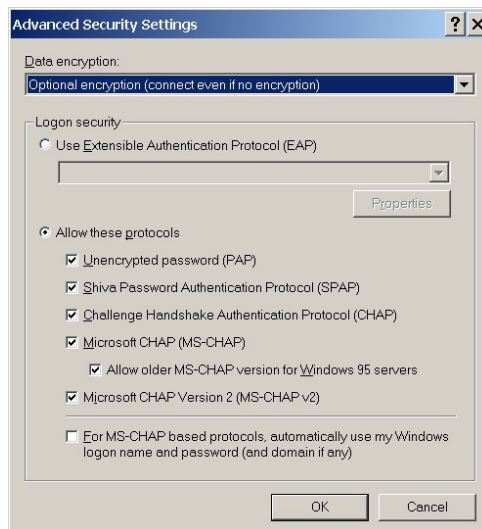 Advanced Security Settings
Data encryption:
Optional encryption (connect even if no encryption)
Logon security
Use Extensible Authentication Protocol (EAP)
Properties
Allow these protocols
Unencrypted password (PAP)
Shiva Password Authentication Protocol (SPAP)
Challenge Handshake Authentication Protocol (CHAP)
Microsoft CHAP (MS-CHAP)
Allow older MS-CHAP version for Windows 95 servers
Microsoft CHAP Version 2 (MS-CHAP v2)
For MS-CHAP based protocols, automatically use my Windows
logon name and password (and domain if any)
OK Cancel